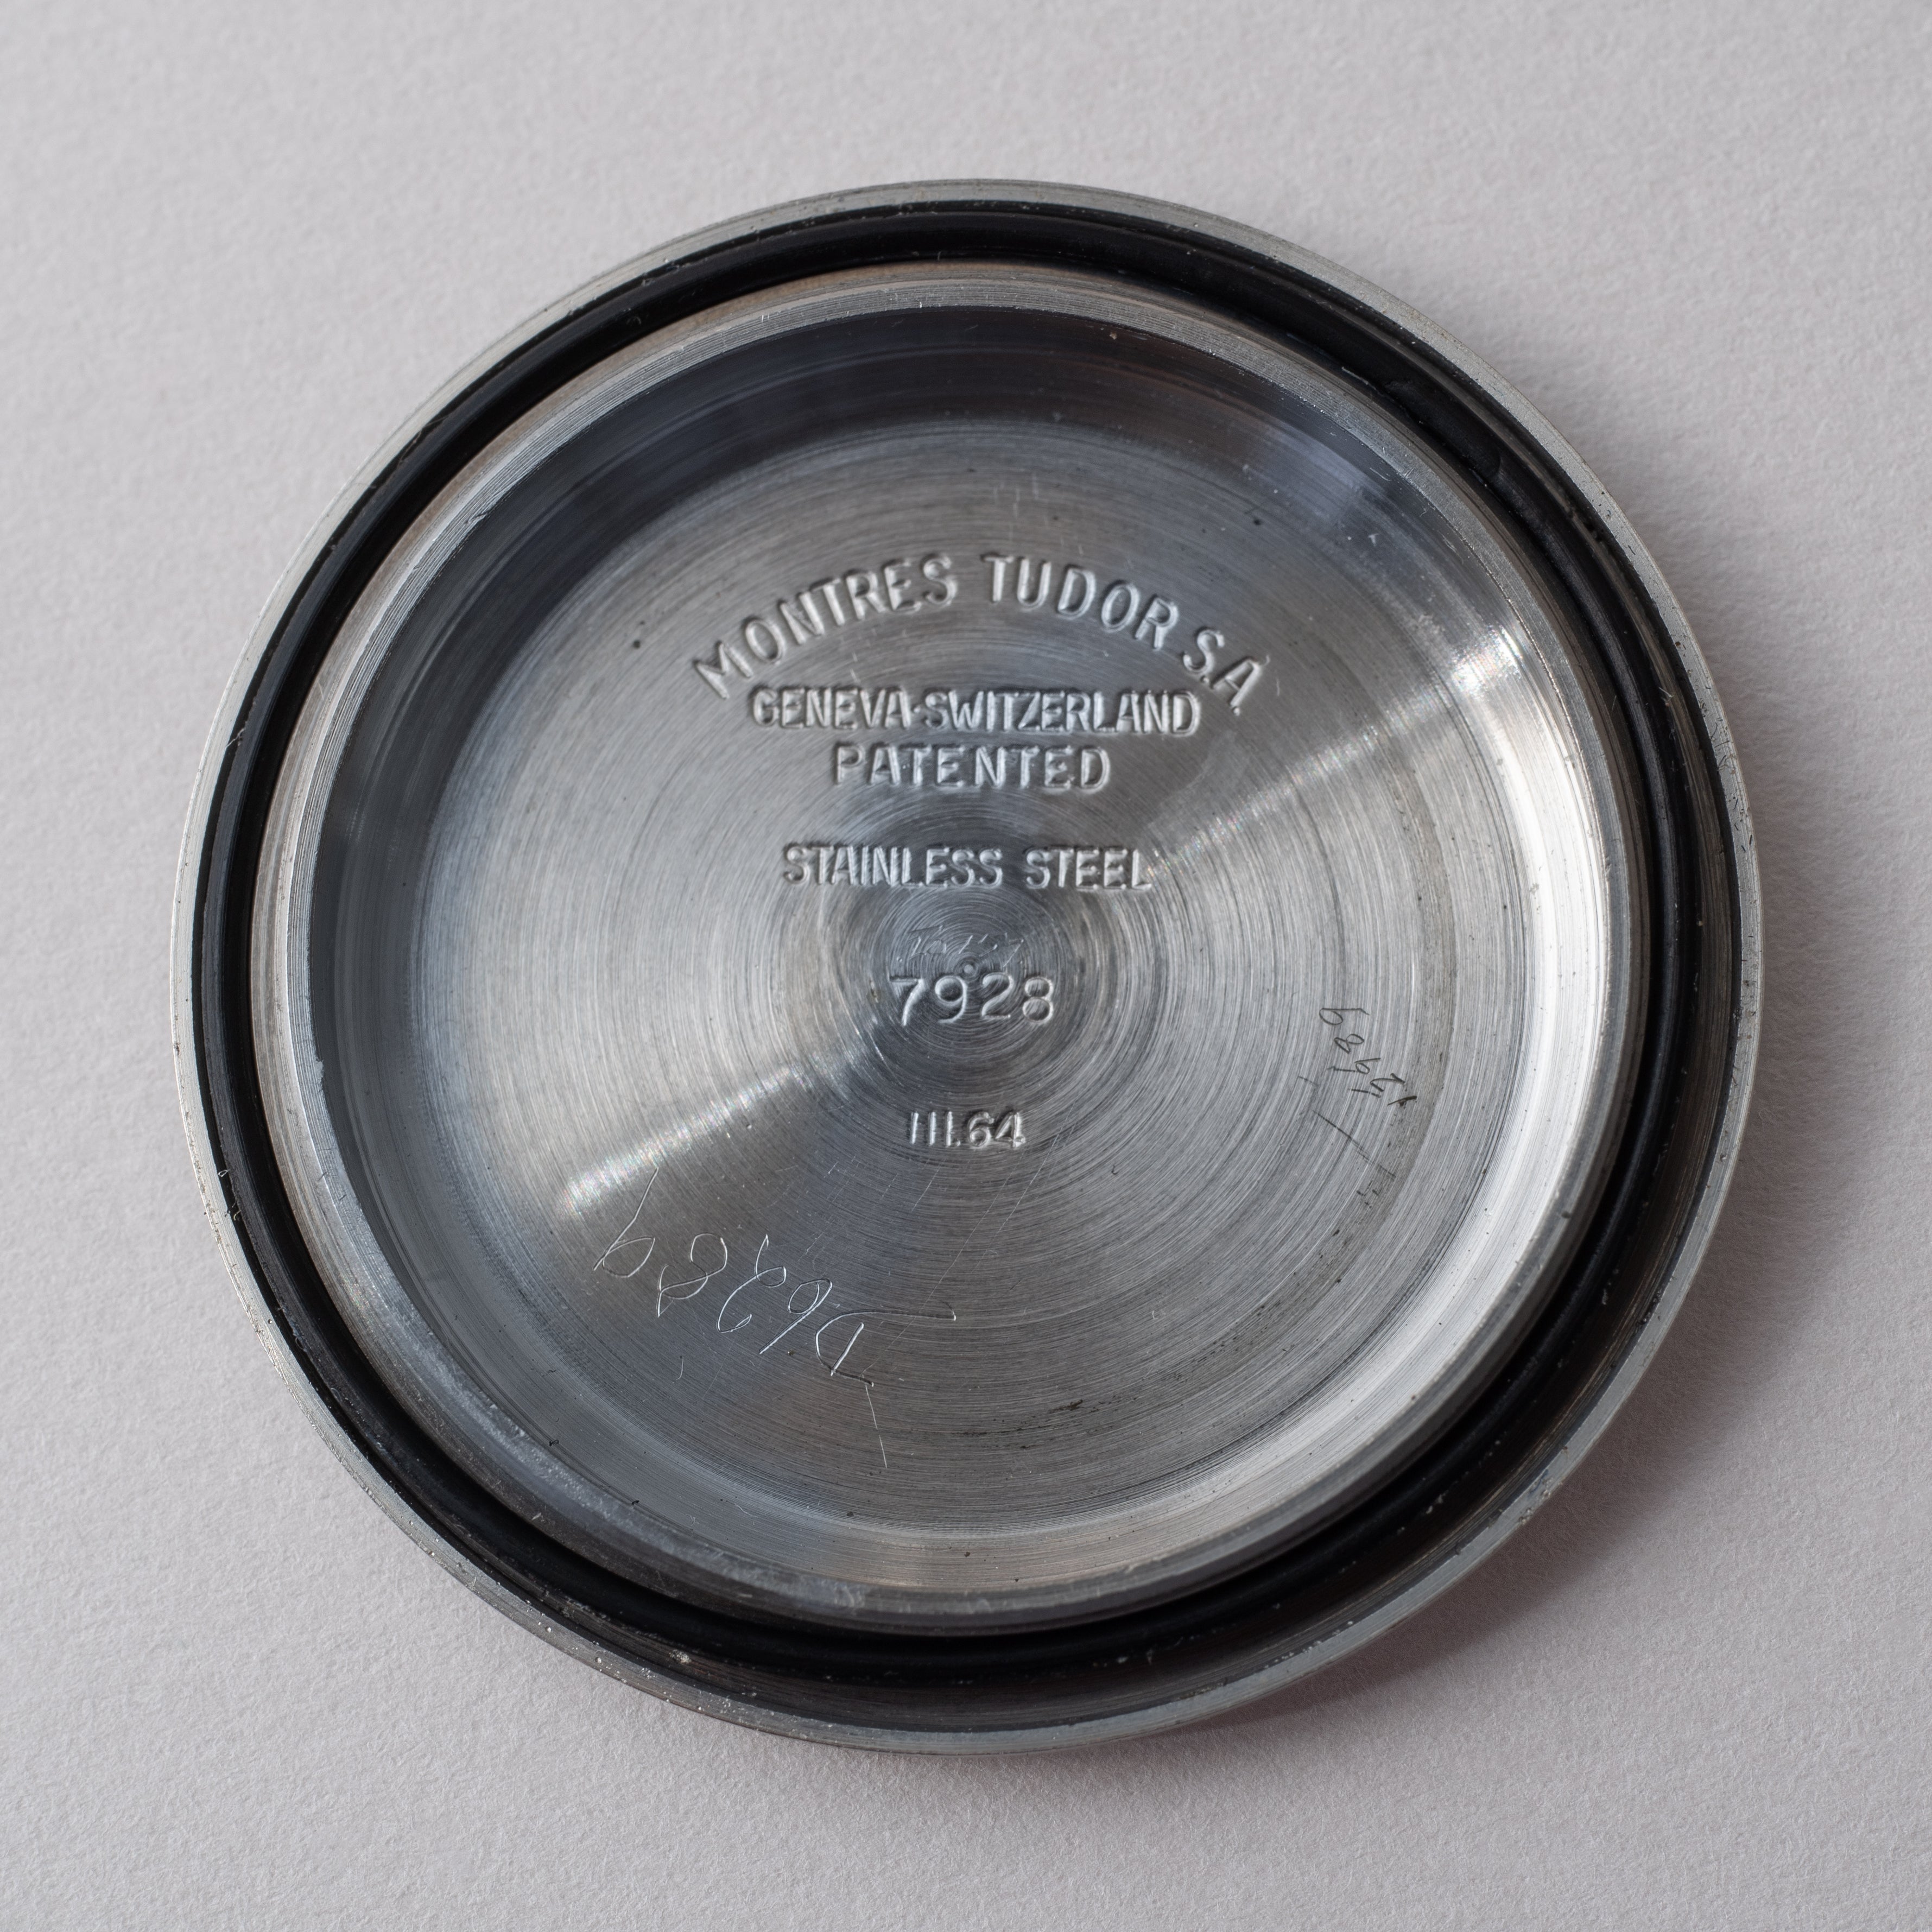 MONTRES TUDOR S.A.
GENEVA·SWITZERLAND
PATENTED
STAINLESS STEEL
7928
III.64